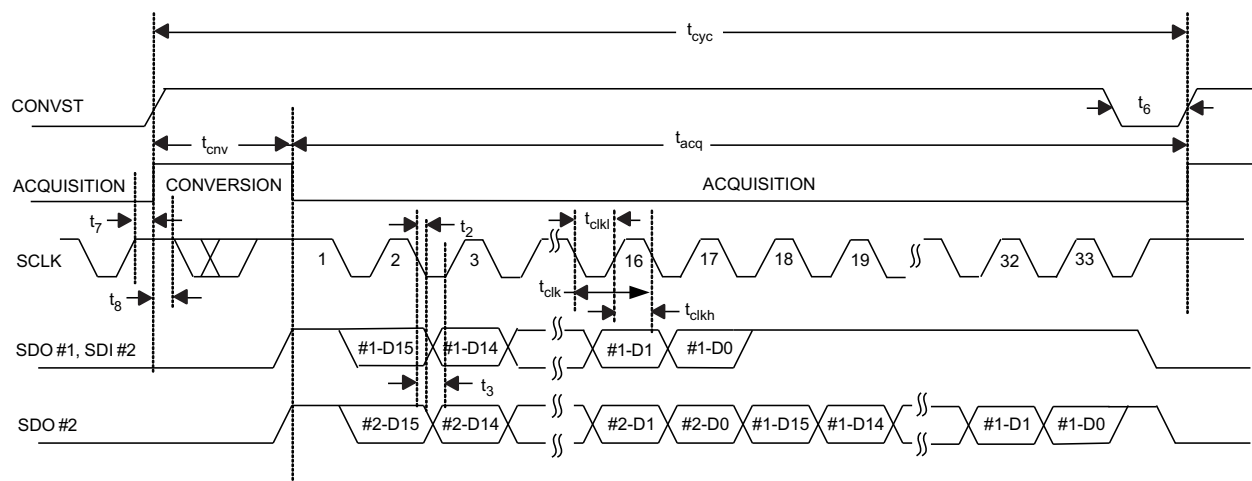 tcyc
CONVST
t6
tcnv
tacq
ACQUISITION
CONVERSION
ACQUISITION
t7
t2
tclkl
SCLK
1
2
3
16
17
18
19
32
33
t8
tclk
tclkh
SDO #1, SDI #2
#1-D15
#1-D14
#1-D1
#1-D0
t3
SDO #2
#2-D15
#2-D14
#2-D1
#2-D0
#1-D15
#1-D14
#1-D1
#1-D0